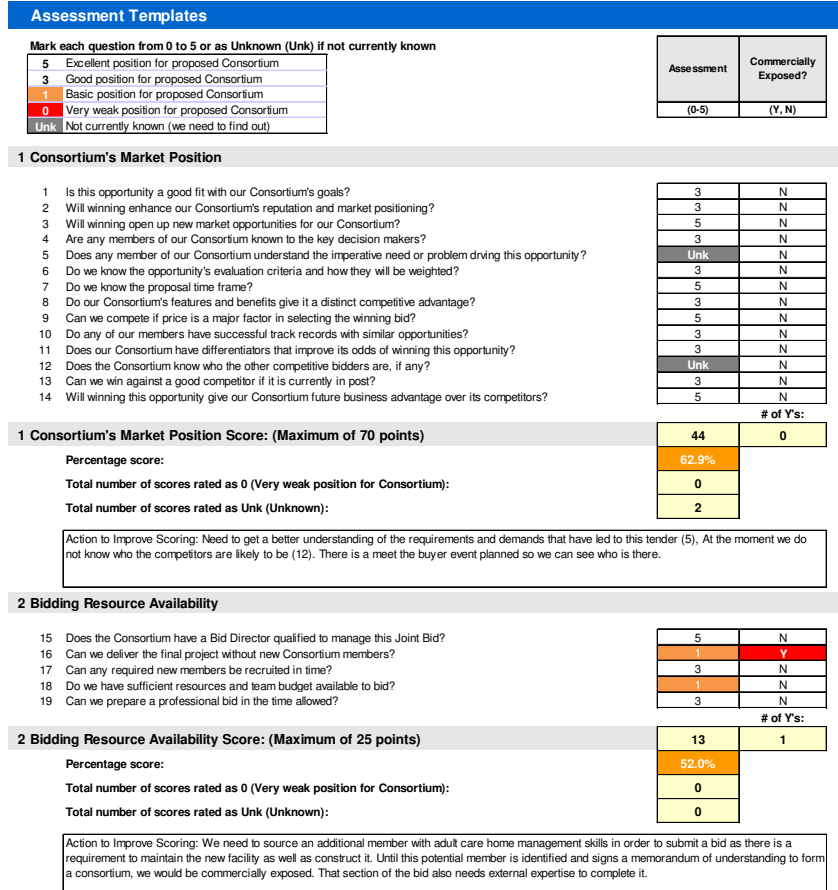 Assessment Templates
Mark each question from 0 to 5 or as Unknown (Unk) if not currently known
5 Excellent position for proposed Consortium
3 Good position for proposed Consortium
1 Basic position for proposed Consortium
0 Very weak position for proposed Consortium
Unk Not currently known (we need to find out)
Assessment
Commercially
Exposed?
(0-5) (Y, N)
1 Consortium's Market Position
1 Is this opportunity a good fit with our Consortium's goals? 3 N
2 Will winning enhance our Consortium's reputation and market positioning? 3 N
3 Will winning open up new market opportunities for our Consortium? 5 N
4 Are any members of our Consortium known to the key decision makers? 3 N
5 Does any member of our Consortium understand the imperative need or problem drving this opportunity? Unk N
6 Do we know the opportunity's evaluation criteria and how they will be weighted? 3 N
7 Do we know the proposal time frame? 5 N
8 Do our Consortium's features and benefits give it a distinct competitive advantage? 3 N
9 Can we compete if price is a major factor in selecting the winning bid? 5 N
10 Do any of our members have successful track records with similar opportunities? 3 N
11 Does our Consortium have differentiators that improve its odds of winning this opportunity? 3 N
12 Does the Consortium know who the other competitive bidders are, if any? Unk N
13 Can we win against a good competitor if it is currently in post? 3 N
14 Will winning this opportunity give our Consortium future business advantage over its competitors? 5 N
# of Y's:
1 Consortium's Market Position Score: (Maximum of 70 points) 44 0
Percentage score: 62.9%
Total number of scores rated as 0 (Very weak position for Consortium): 0
Total number of scores rated as Unk (Unknown): 2
Action to Improve Scoring: Need to get a better understanding of the requirements and demands that have led to this tender (5), At the moment we do
not know who the competitors are likely to be (12). There is a meet the buyer event planned so we can see who is there.
2 Bidding Resource Availability
15 Does the Consortium have a Bid Director qualified to manage this Joint Bid? 5 N
16 Can we deliver the final project without new Consortium members? 1 Y
17 Can any required new members be recruited in time? 3 N
18 Do we have sufficient resources and team budget available to bid? 1 N
19 Can we prepare a professional bid in the time allowed? 3 N
# of Y's:
2 Bidding Resource Availability Score: (Maximum of 25 points) 13 1
Percentage score: 52.0%
Total number of scores rated as 0 (Very weak position for Consortium): 0
Total number of scores rated as Unk (Unknown): 0
Action to Improve Scoring: We need to source an additional member with adult care home management skills in order to submit a bid as there is a
requirement to maintain the new facility as well as construct it. Until this potential member is identified and signs a memorandum of understanding to form
a consortium, we would be commercially exposed. That section of the bid also needs external expertise to complete it.